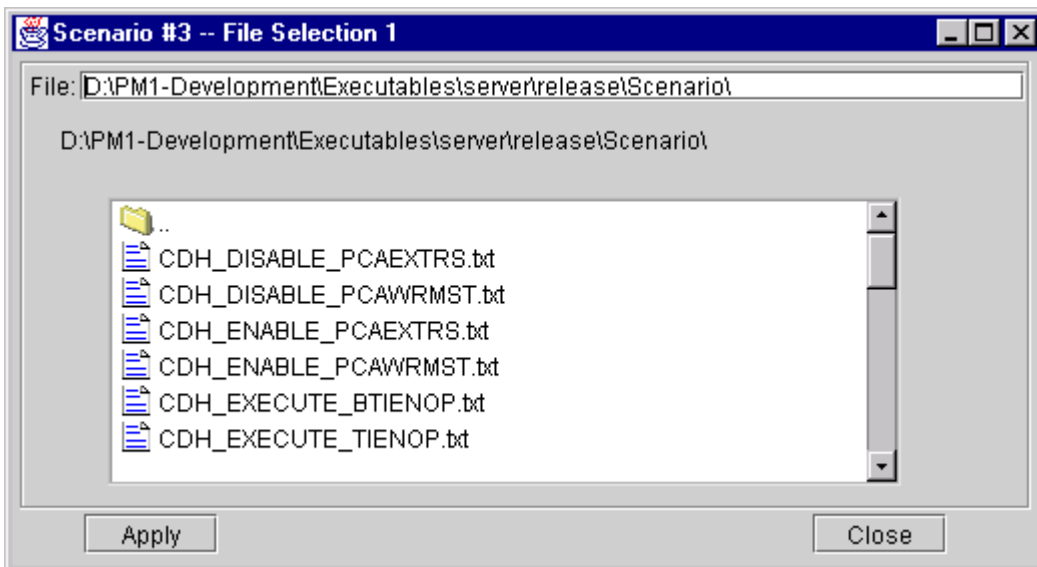 Scenario #3 -- File Selection 1
File: D:\PM1-Development\Executables\server\release\Scenario\
D:\PM1-Development\Executables\server\release\Scenario\
..
CDH_DISABLE_PCAEXTRS.txt
CDH_DISABLE_PCAWRMST.txt
CDH_ENABLE_PCAEXTRS.txt
CDH_ENABLE_PCAWRMST.txt
CDH_EXECUTE_BTIENOP.txt
CDH_EXECUTE_TIENOP.txt
Apply Close